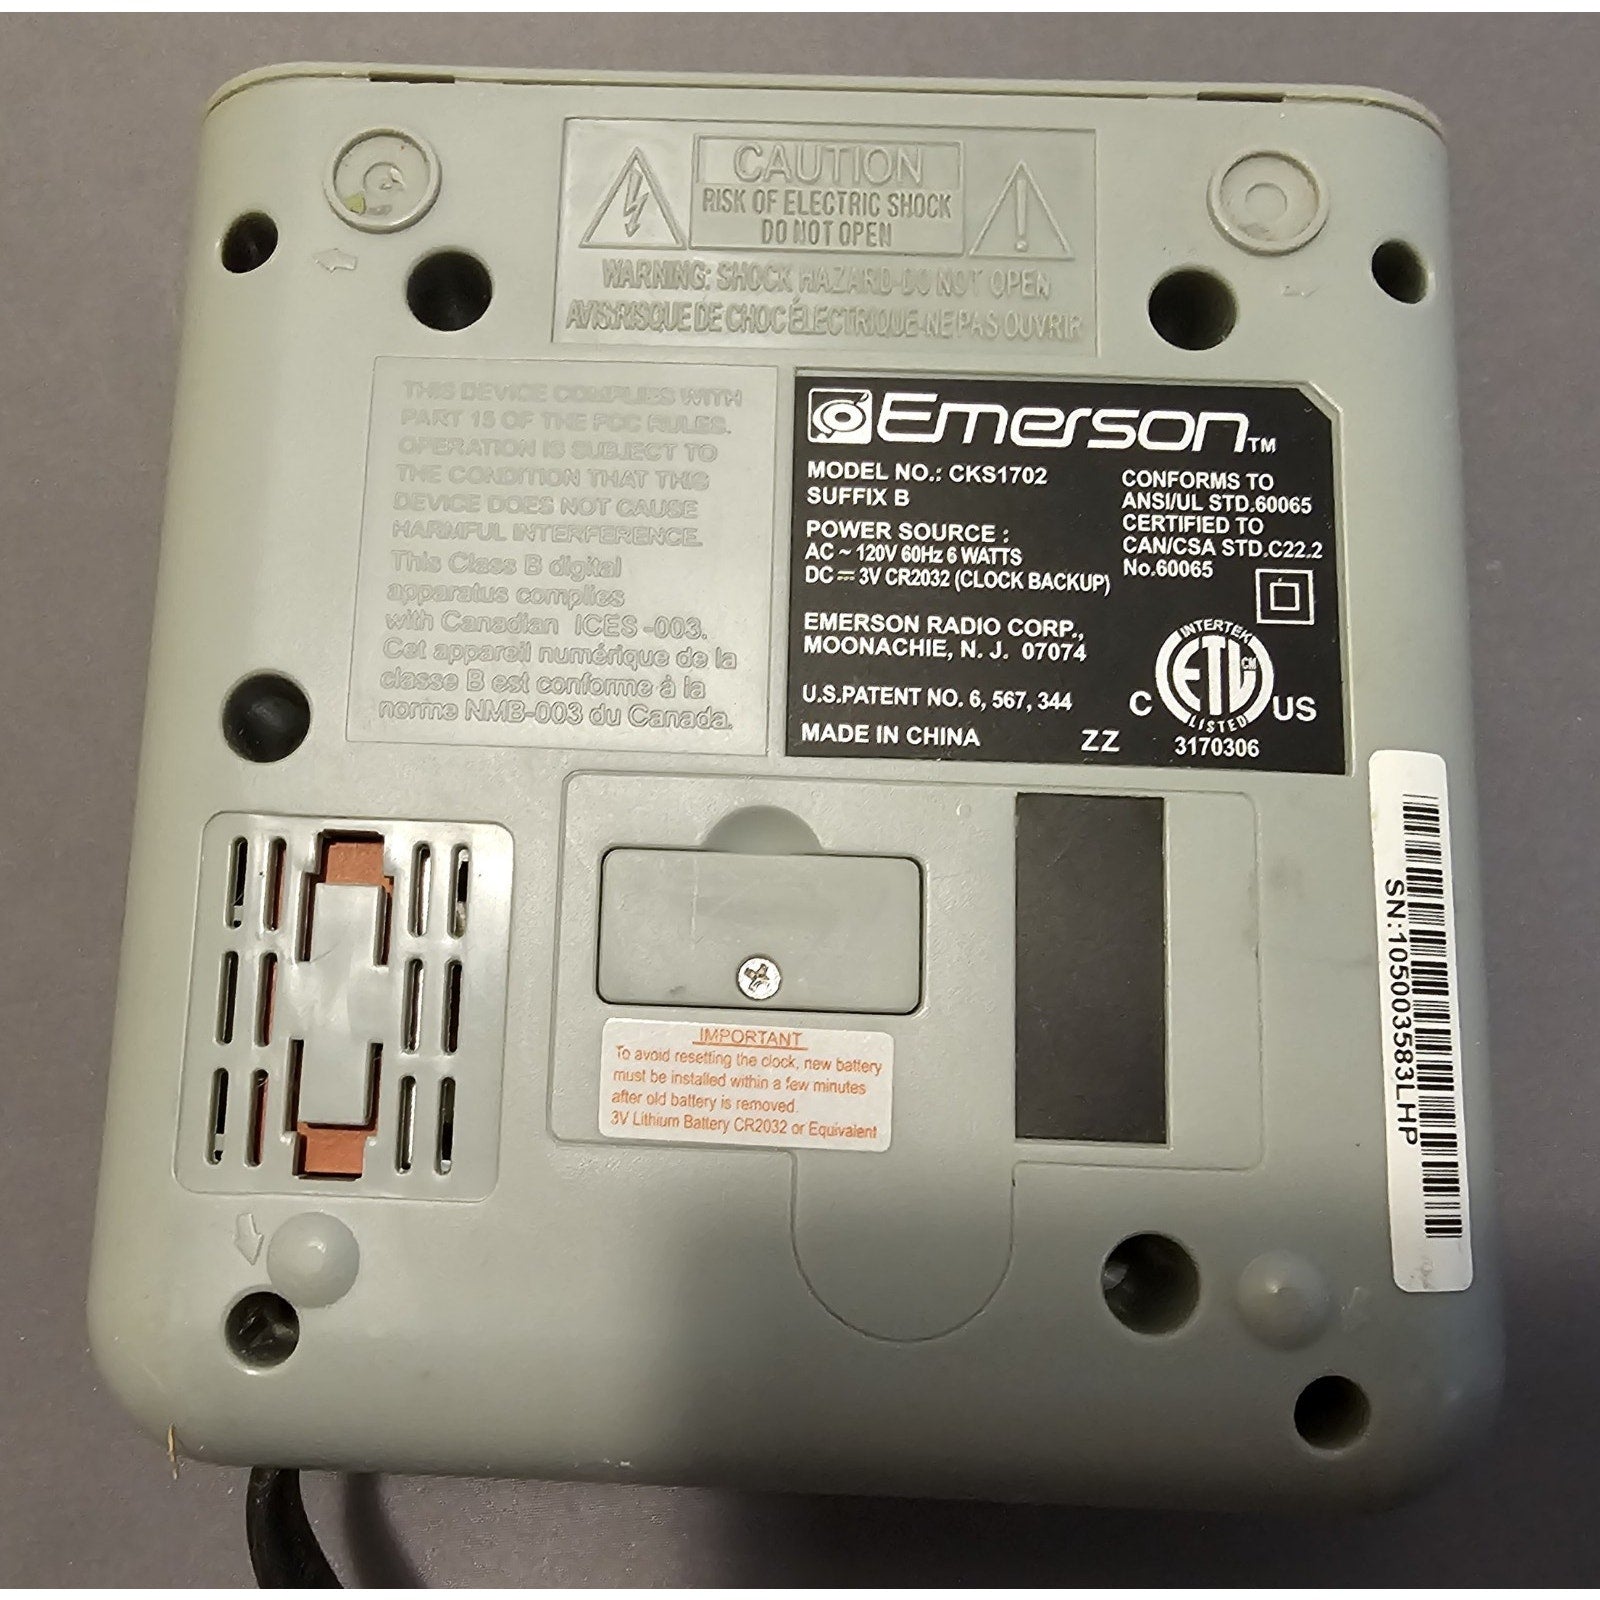 CAUTION
RISK OF ELECTRIC SHOCK
DO NOT OPEN
WARNING: SHOCK HAZARD-DO NOT OPEN
AVIS:RISQUE DE CHOC ÉLECTRIQUE-NE PAS OUVRIR
THIS DEVICE COMPLIES WITH
PART 15 OF THE FCC RULES.
OPERATION IS SUBJECT TO
THE CONDITION THAT THIS
DEVICE DOES NOT CAUSE
HARMFUL INTERFERENCE.
This Class B digital
apparatus complies
with Canadian ICES-003.
Cet appareil numérique de la
classe B est conforme à la
norme NMB-003 du Canada.
Emerson TM
MODEL NO.: CKS1702
SUFFIX B
POWER SOURCE :
AC ~ 120V 60Hz 6 WATTS
DC ⎓ 3V CR2032 (CLOCK BACKUP)
EMERSON RADIO CORP.,
MOONACHIE, N. J. 07074
U.S.PATENT NO. 6, 567, 344
MADE IN CHINA
ZZ
CONFORMS TO
ANSI/UL STD.60065
CERTIFIED TO
CAN/CSA STD.C22.2
No.60065
INTERTEK
C ETL CM US
LISTED
3170306
SN:1050035833LHP
IMPORTANT
To avoid resetting the clock, new battery
must be installed within a few minutes
after old battery is removed.
3V Lithium Battery CR2032 or Equivalent